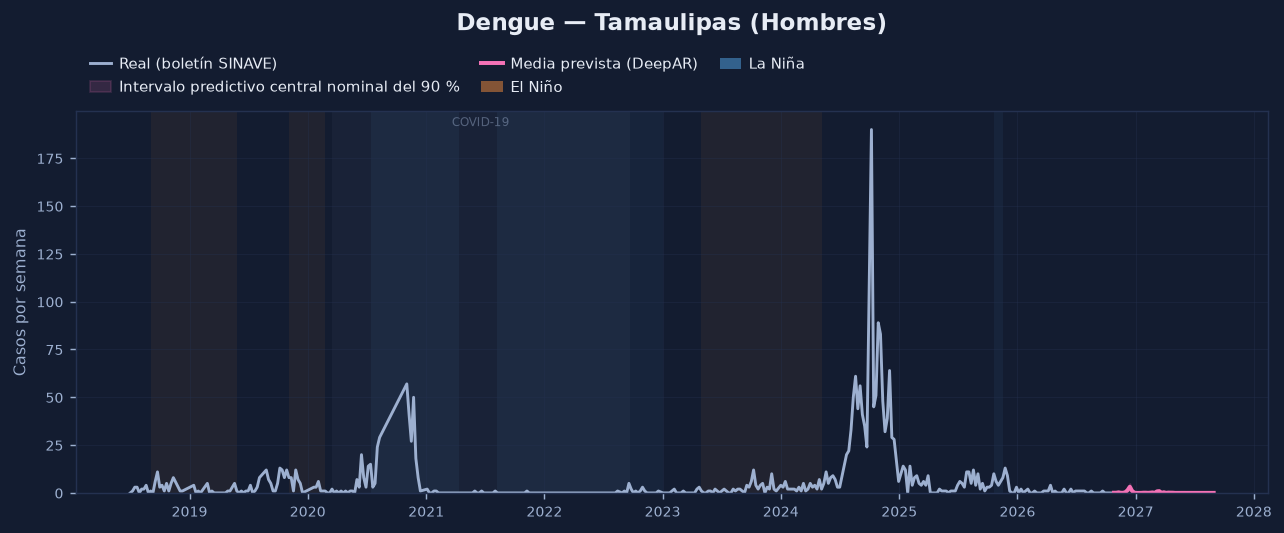 Dengue — Tamaulipas (Hombres)
Real (boletín SINAVE)
Media prevista (DeepAR)
La Niña
Intervalo predictivo central nominal del 90 %
El Niño
COVID-19
Casos por semana
175
150
125
100
75
50
25
0
2019 2020 2021 2022 2023 2024 2025 2026 2027 2028